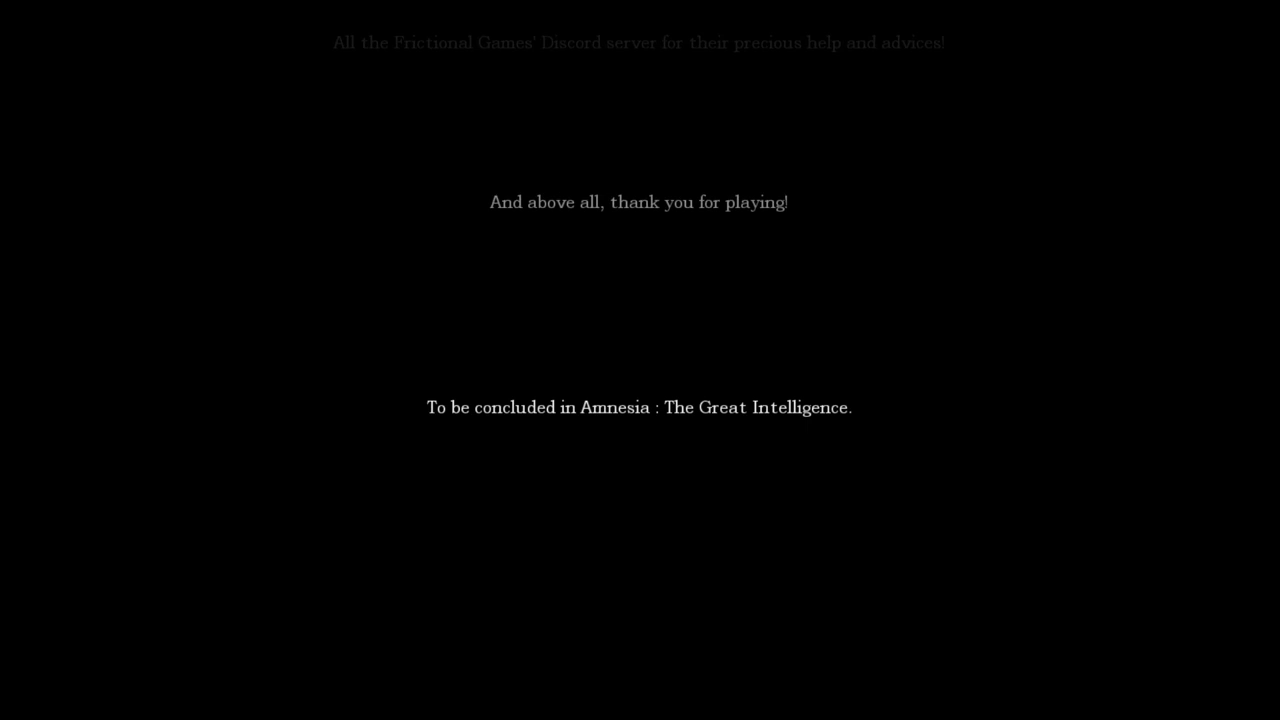 All the Frictional Games' Discord server for their precious help and advices!
And above all, thank you for playing!
To be concluded in Amnesia : The Great Intelligence.